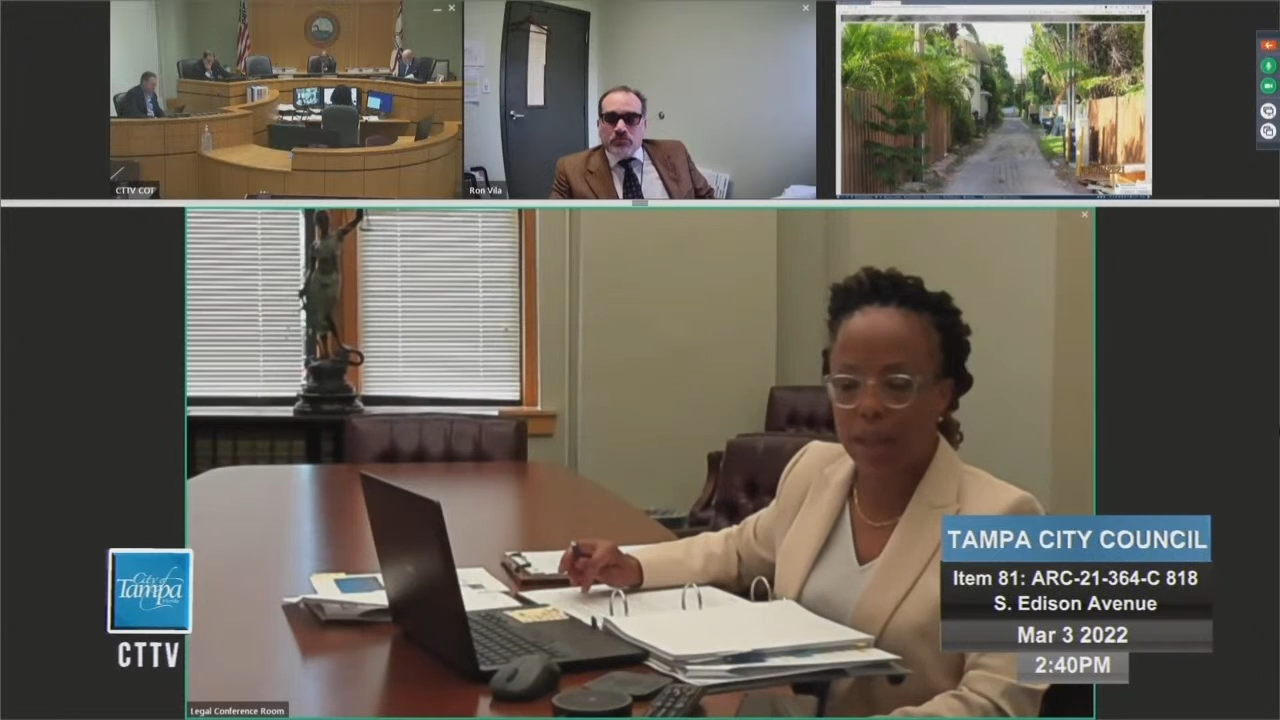 CTTV COT
Ron Vila
TAMPA CITY COUNCIL
Item 81: ARC-21-364-C 818
S. Edison Avenue
Mar 3 2022
2:40PM
City of
Tampa
CTTV
Legal Conference Room